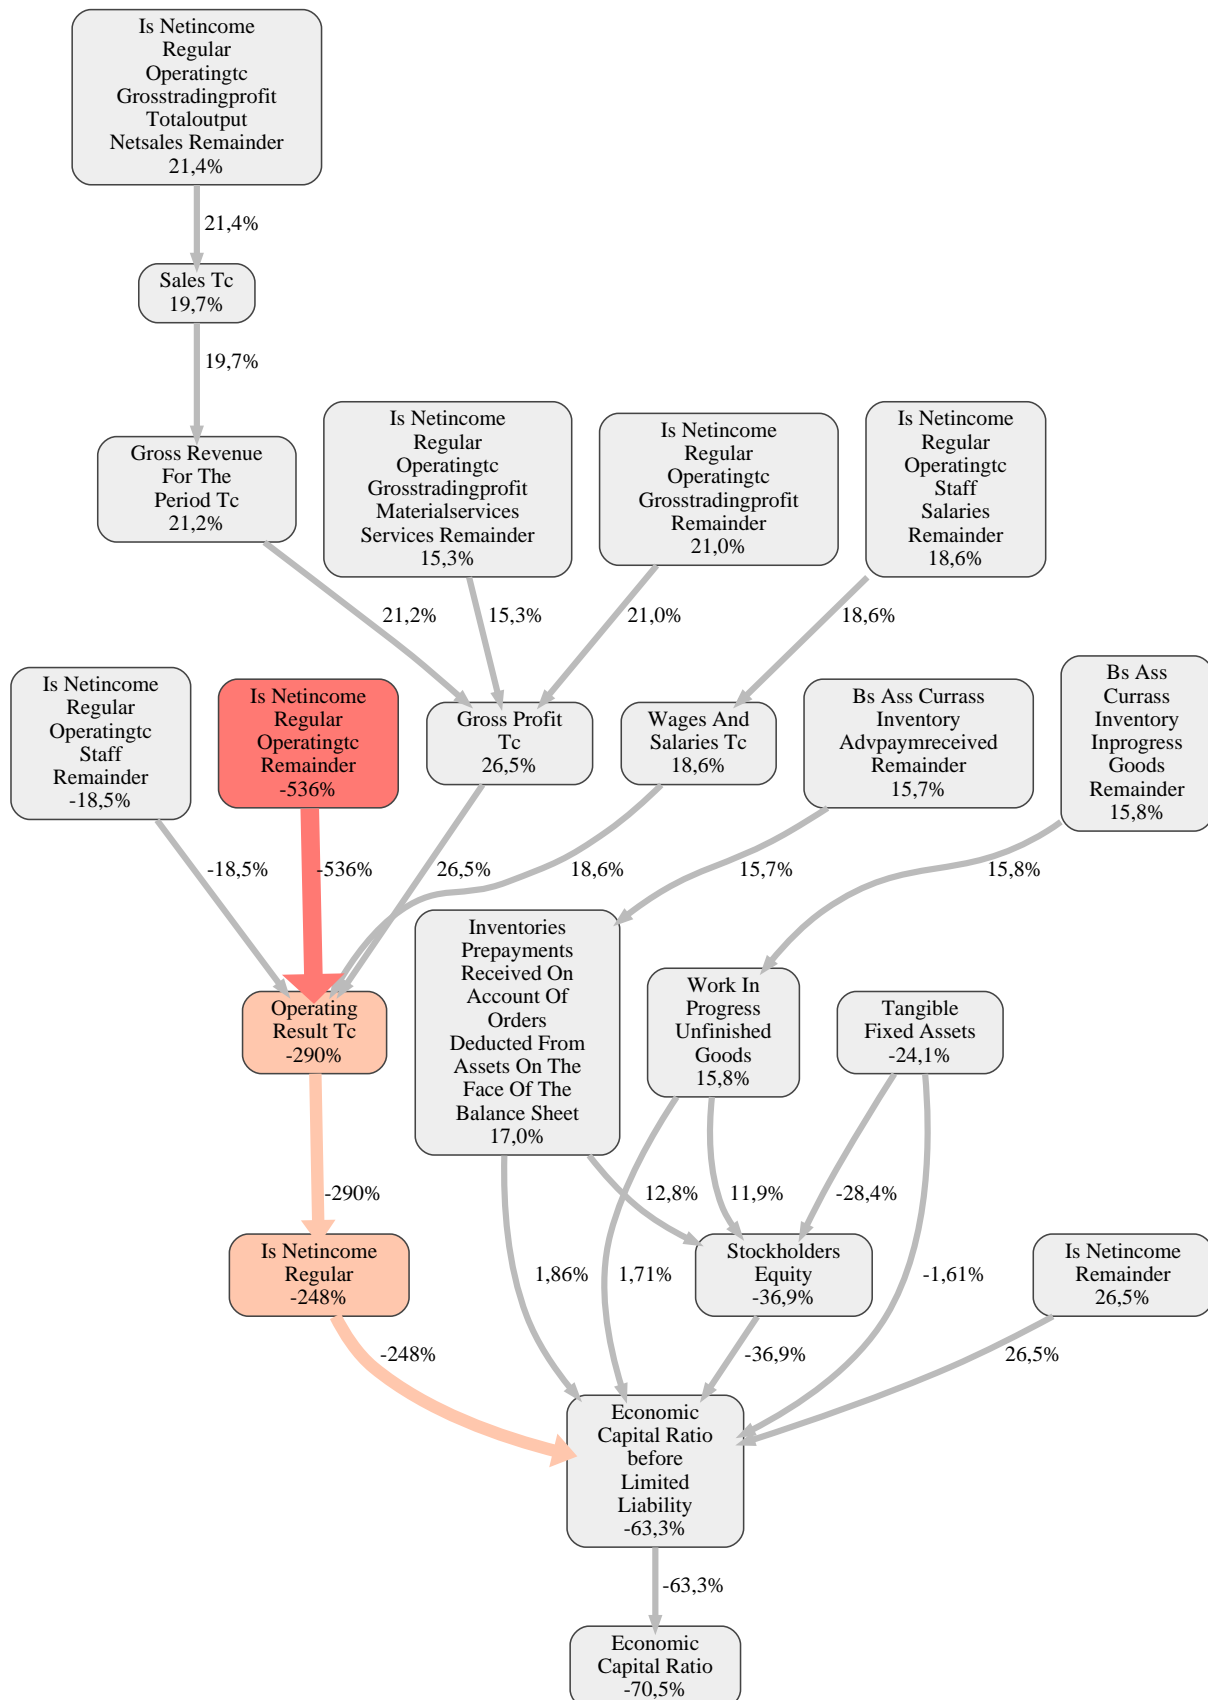 Is Netincome
Regular
Operatingtc
Grosstradingprofit
Totaloutput
Netsales Remainder
21,4%
21,4%
Sales Tc
19,7%
19,7%
Gross Revenue
For The
Period Tc
21,2%
Is Netincome
Regular
Operatingtc
Grosstradingprofit
Materialservices
Services Remainder
15,3%
Is Netincome
Regular
Operatingtc
Grosstradingprofit
Remainder
21,0%
Is Netincome
Regular
Operatingtc
Staff
Salaries
Remainder
18,6%
21,2%
15,3%
21,0%
18,6%
Is Netincome
Regular
Operatingtc
Staff
Remainder
-18,5%
Is Netincome
Regular
Operatingtc
Remainder
-536%
Gross Profit
Tc
26,5%
Wages And
Salaries Tc
18,6%
Bs Ass Currass
Inventory
Advpaymreceived
Remainder
15,7%
Bs Ass
Currass
Inventory
Inprogress
Goods
Remainder
15,8%
-18,5%
-536%
26,5%
18,6%
15,7%
15,8%
Operating
Result Tc
-290%
Inventories
Prepayments
Received On
Account Of
Orders
Deducted From
Assets On The
Face Of The
Balance Sheet
17,0%
Work In
Progress
Unfinished
Goods
15,8%
Tangible
Fixed Assets
-24,1%
-290%
12,8%
11,9%
-28,4%
Is Netincome
Regular
-248%
1,86%
1,71%
Stockholders
Equity
-36,9%
-1,61%
Is Netincome
Remainder
26,5%
-248%
-36,9%
26,5%
Economic
Capital Ratio
before
Limited
Liability
-63,3%
-63,3%
Economic
Capital Ratio
-70,5%